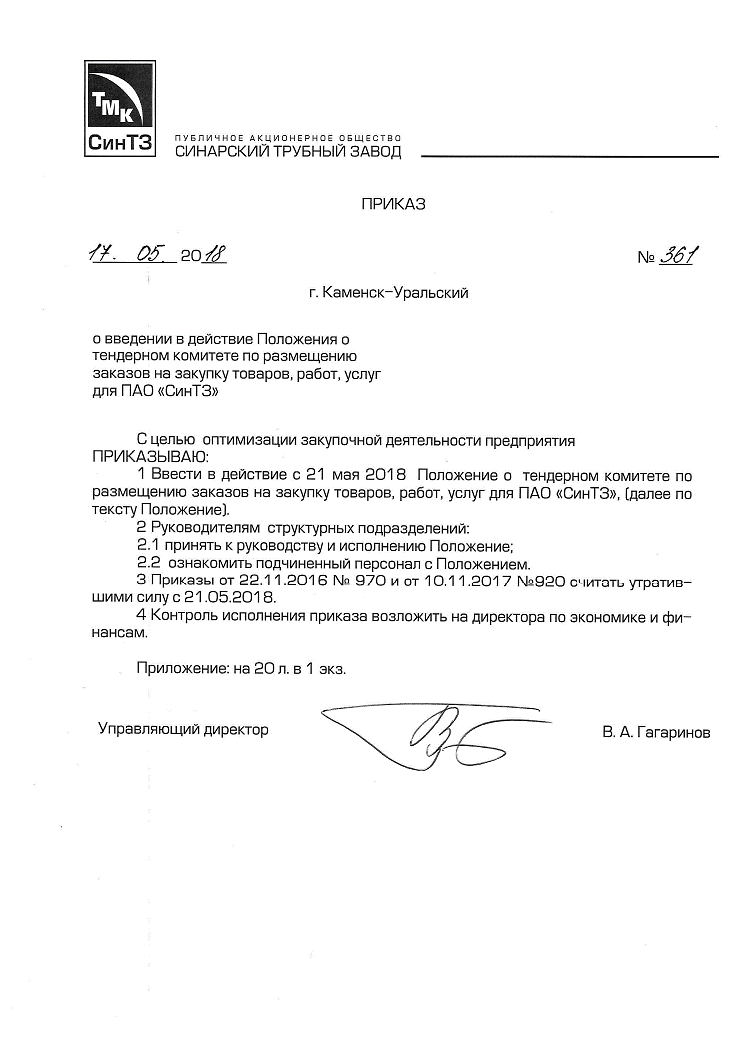 ТМК
СинТЗ
ПУБЛИЧНОЕ АКЦИОНЕРНОЕ ОБЩЕСТВО
СИНАРСКИЙ ТРУБНЫЙ ЗАВОД
ПРИКАЗ
17. 05. 2018 № 361
г. Каменск-Уральский
о введении в действие Положения о
тендерном комитете по размещению
заказов на закупку товаров, работ, услуг
для ПАО «СинТЗ»
С целью оптимизации закупочной деятельности предприятия
ПРИКАЗЫВАЮ:
1 Ввести в действие с 21 мая 2018 Положение о тендерном комитете по
размещению заказов на закупку товаров, работ, услуг для ПАО «СинТЗ», (далее по
тексту Положение).
2 Руководителям структурных подразделений:
2.1 принять к руководству и исполнению Положение;
2.2 ознакомить подчиненный персонал с Положением.
3 Приказы от 22.11.2016 № 970 и от 10.11.2017 №920 считать утратив-
шими силу с 21.05.2018.
4 Контроль исполнения приказа возложить на директора по экономике и фи-
нансам.
Приложение: на 20 л. в 1 экз.
Управляющий директор В. А. Гагаринов